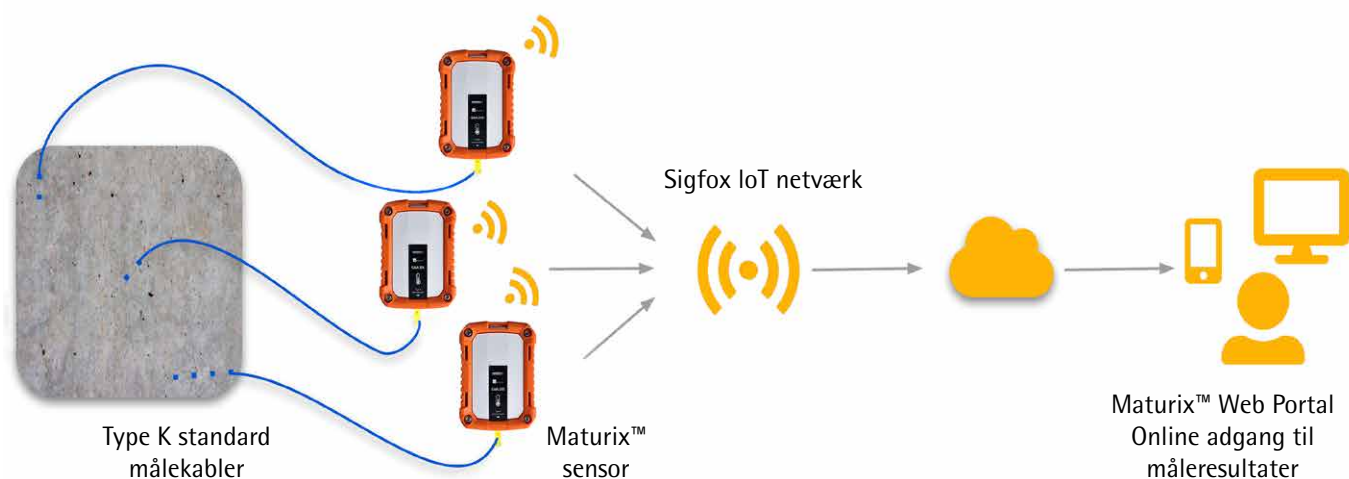 Sigfox IoT netværk
Type K standard
målekabler
Maturix™
sensor
Maturix™ Web Portal
Online adgang til
måleresultater